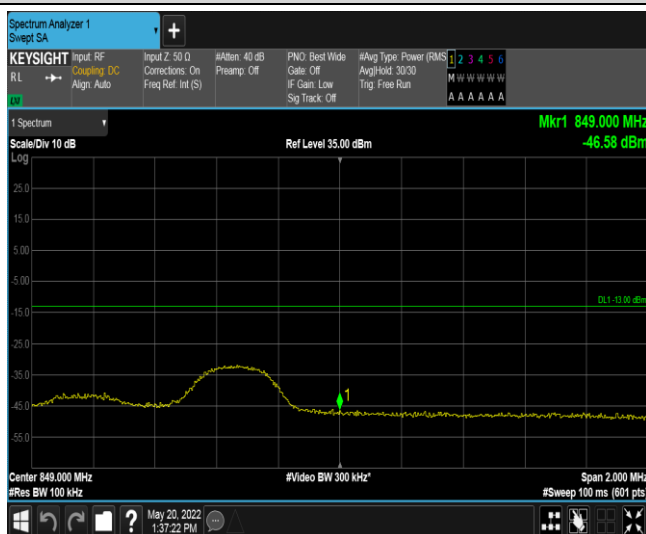 Spectrum Analyzer 1
Swept SA
+
KEYSIGHT
RL
Input: RF
Coupling: DC
Align: Auto
Input Z: 50 Ω
Corrections: On
Freq Ref: Int (S)
#Atten: 40 dB
Preamp: Off
PNO: Best Wide
Gate: Off
IF Gain: Low
Sig Track: Off
#Avg Type: Power (RMS
Avg|Hold: 30/30
Trig: Free Run
1 2 3 4 5 6
M W W W W W
A A A A A A
1 Spectrum
Scale/Div 10 dB
Ref Level 35.00 dBm
Mkr1 849.000 MHz
-46.58 dBm
Log
25.0
15.0
5.00
-5.00
-15.0
-25.0
-35.0
-45.0
-55.0
DL1 -13.00 dBm
1
Center 849.000 MHz
#Res BW 100 kHz
#Video BW 300 kHz*
Span 2.000 MHz
#Sweep 100 ms (601 pts)
?
May 20, 2022
1:37:22 PM